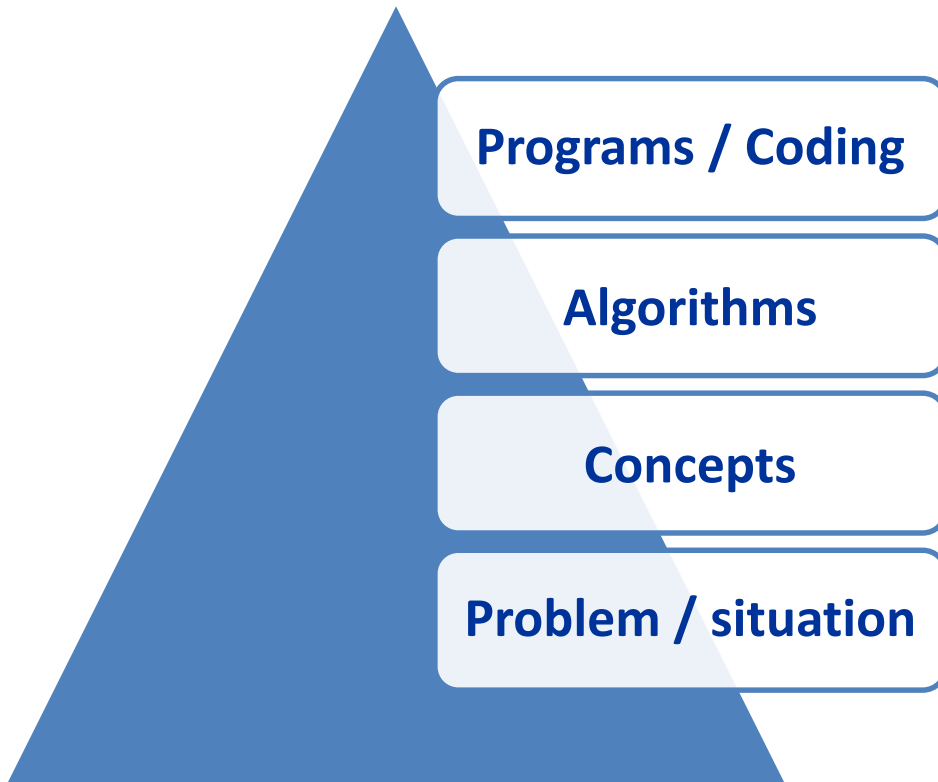 Programs / Coding
Algorithms
Concepts
Problem / situation